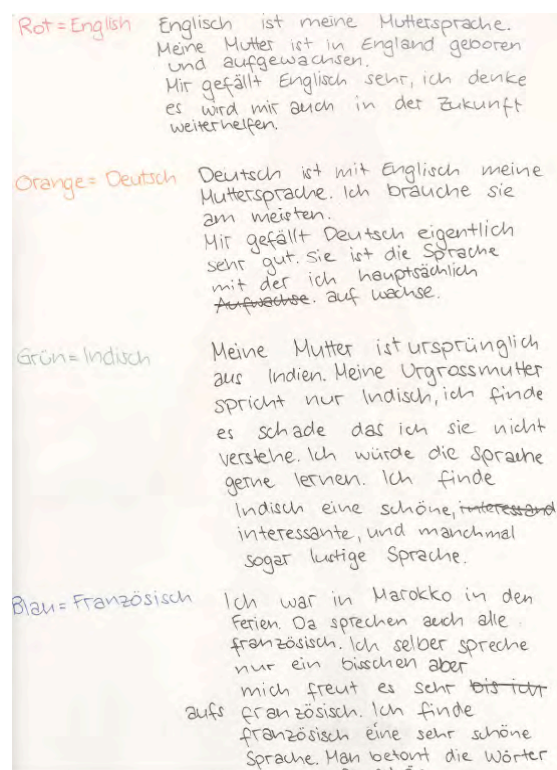 Rot = English Englisch ist meine Muttersprache.
Meine Mutter ist in England geboren
und aufgewachsen.
Mir gefällt Englisch sehr, ich denke
es wird mir auch in der Zukunft
weiterhelfen.
Orange = Deutsch Deutsch ist mit Englisch meine
Muttersprache. Ich brauche sie
am meisten.
Mir gefällt Deutsch eigentlich
sehr gut. Sie ist die Sprache
mit der ich hauptsächlich
Aufwachse. auf wachse.
Grün = Indisch Meine Mutter ist ursprünglich
aus Indien. Meine Urgrossmutter
spricht nur Indisch, ich finde
es schade das ich sie nicht
verstehe. Ich würde die Sprache
gerne lernen. Ich finde
Indisch eine schöne, interessand
interessante, und manchmal
sogar lustige Sprache.
Blau = Französisch Ich war in Marokko in den
Ferien. Da sprechen auch alle
französisch. Ich selber spreche
nur ein bisschen aber
mich freut es sehr bis ich
aufs französisch. Ich finde
französisch eine sehr schöne
Sprache. Man betont die Wörter